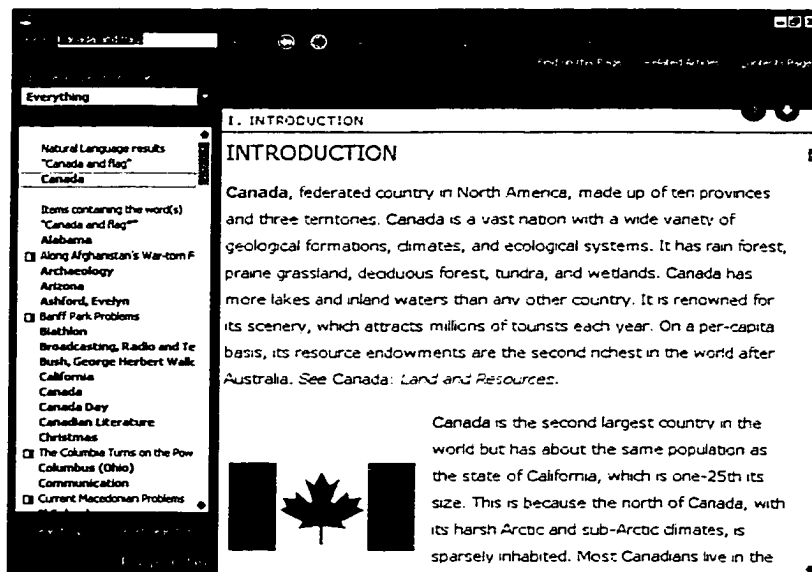 Canada and flag
Find on this Page
Related Articles
Everything
I. INTRODUCTION
Natural Language results
"Canada and flag"
Canada
Items containing the word(s)
"Canada and flag"
Alabama
Along Afghanistan's War-torn F
Archaeology
Arizona
Ashford, Evelyn
Banff Park Problems
Biathlon
Broadcasting, Radio and Te
Bush, George Herbert Walk
California
Canada
Canada Day
Canadian Literature
Christmas
The Columbia Turns on the Pow
Columbus (Ohio)
Communication
Current Macedonian Problems
INTRODUCTION
Canada, federated country in North America, made up of ten provinces
and three territories. Canada is a vast nation with a wide variety of
geological formations, climates, and ecological systems. It has rain forest,
prairie grassland, deciduous forest, tundra, and wetlands. Canada has
more lakes and inland waters than any other country. It is renowned for
its scenery, which attracts millions of tourists each year. On a per-capita
basis, its resource endowments are the second richest in the world after
Australia. See Canada: Land and Resources.
Canada is the second largest country in the
world but has about the same population as
the state of California, which is one-25th its
size. This is because the north of Canada, with
its harsh Arctic and sub-Arctic climates, is
sparsely inhabited. Most Canadians live in the